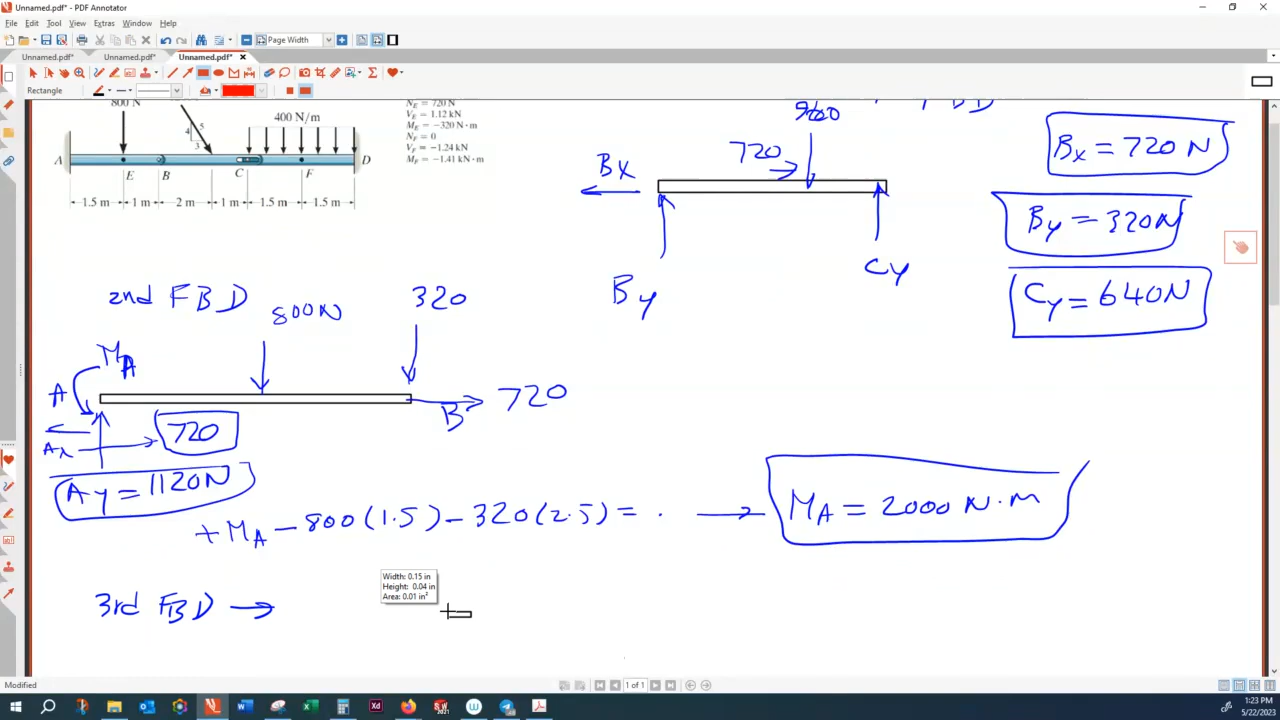 Unnamed.pdf* - PDF Annotator
File Edit Tool View Extras Window Help
Page Width
Unnamed.pdf* Unnamed.pdf* Unnamed.pdf*
Rectangle
800 N
4 5
3
400 N/m
A D
E B C F
1.5 m 1 m 2 m 1 m 1.5 m 1.5 m
N_E = 720 N
V_E = 1.12 kN
M_E = −320 N·m
N_F = 0
V_F = −1.24 kN
M_F = −1.41 kN·m
FBD
960
720
Bx
By
Cy
Bx = 720 N
By = 320N
Cy = 640N
2nd FBD
800N
320
MA
A
B
720
Ax
720
Ay = 1120N
+MA − 800(1.5) − 320(2.5) = . → MA = 2000 N·M
3rd FBD →
Width: 0.15 in
Height: 0.04 in
Area: 0.01 in²
1 of 1
Modified
1:23 PM
5/22/2023